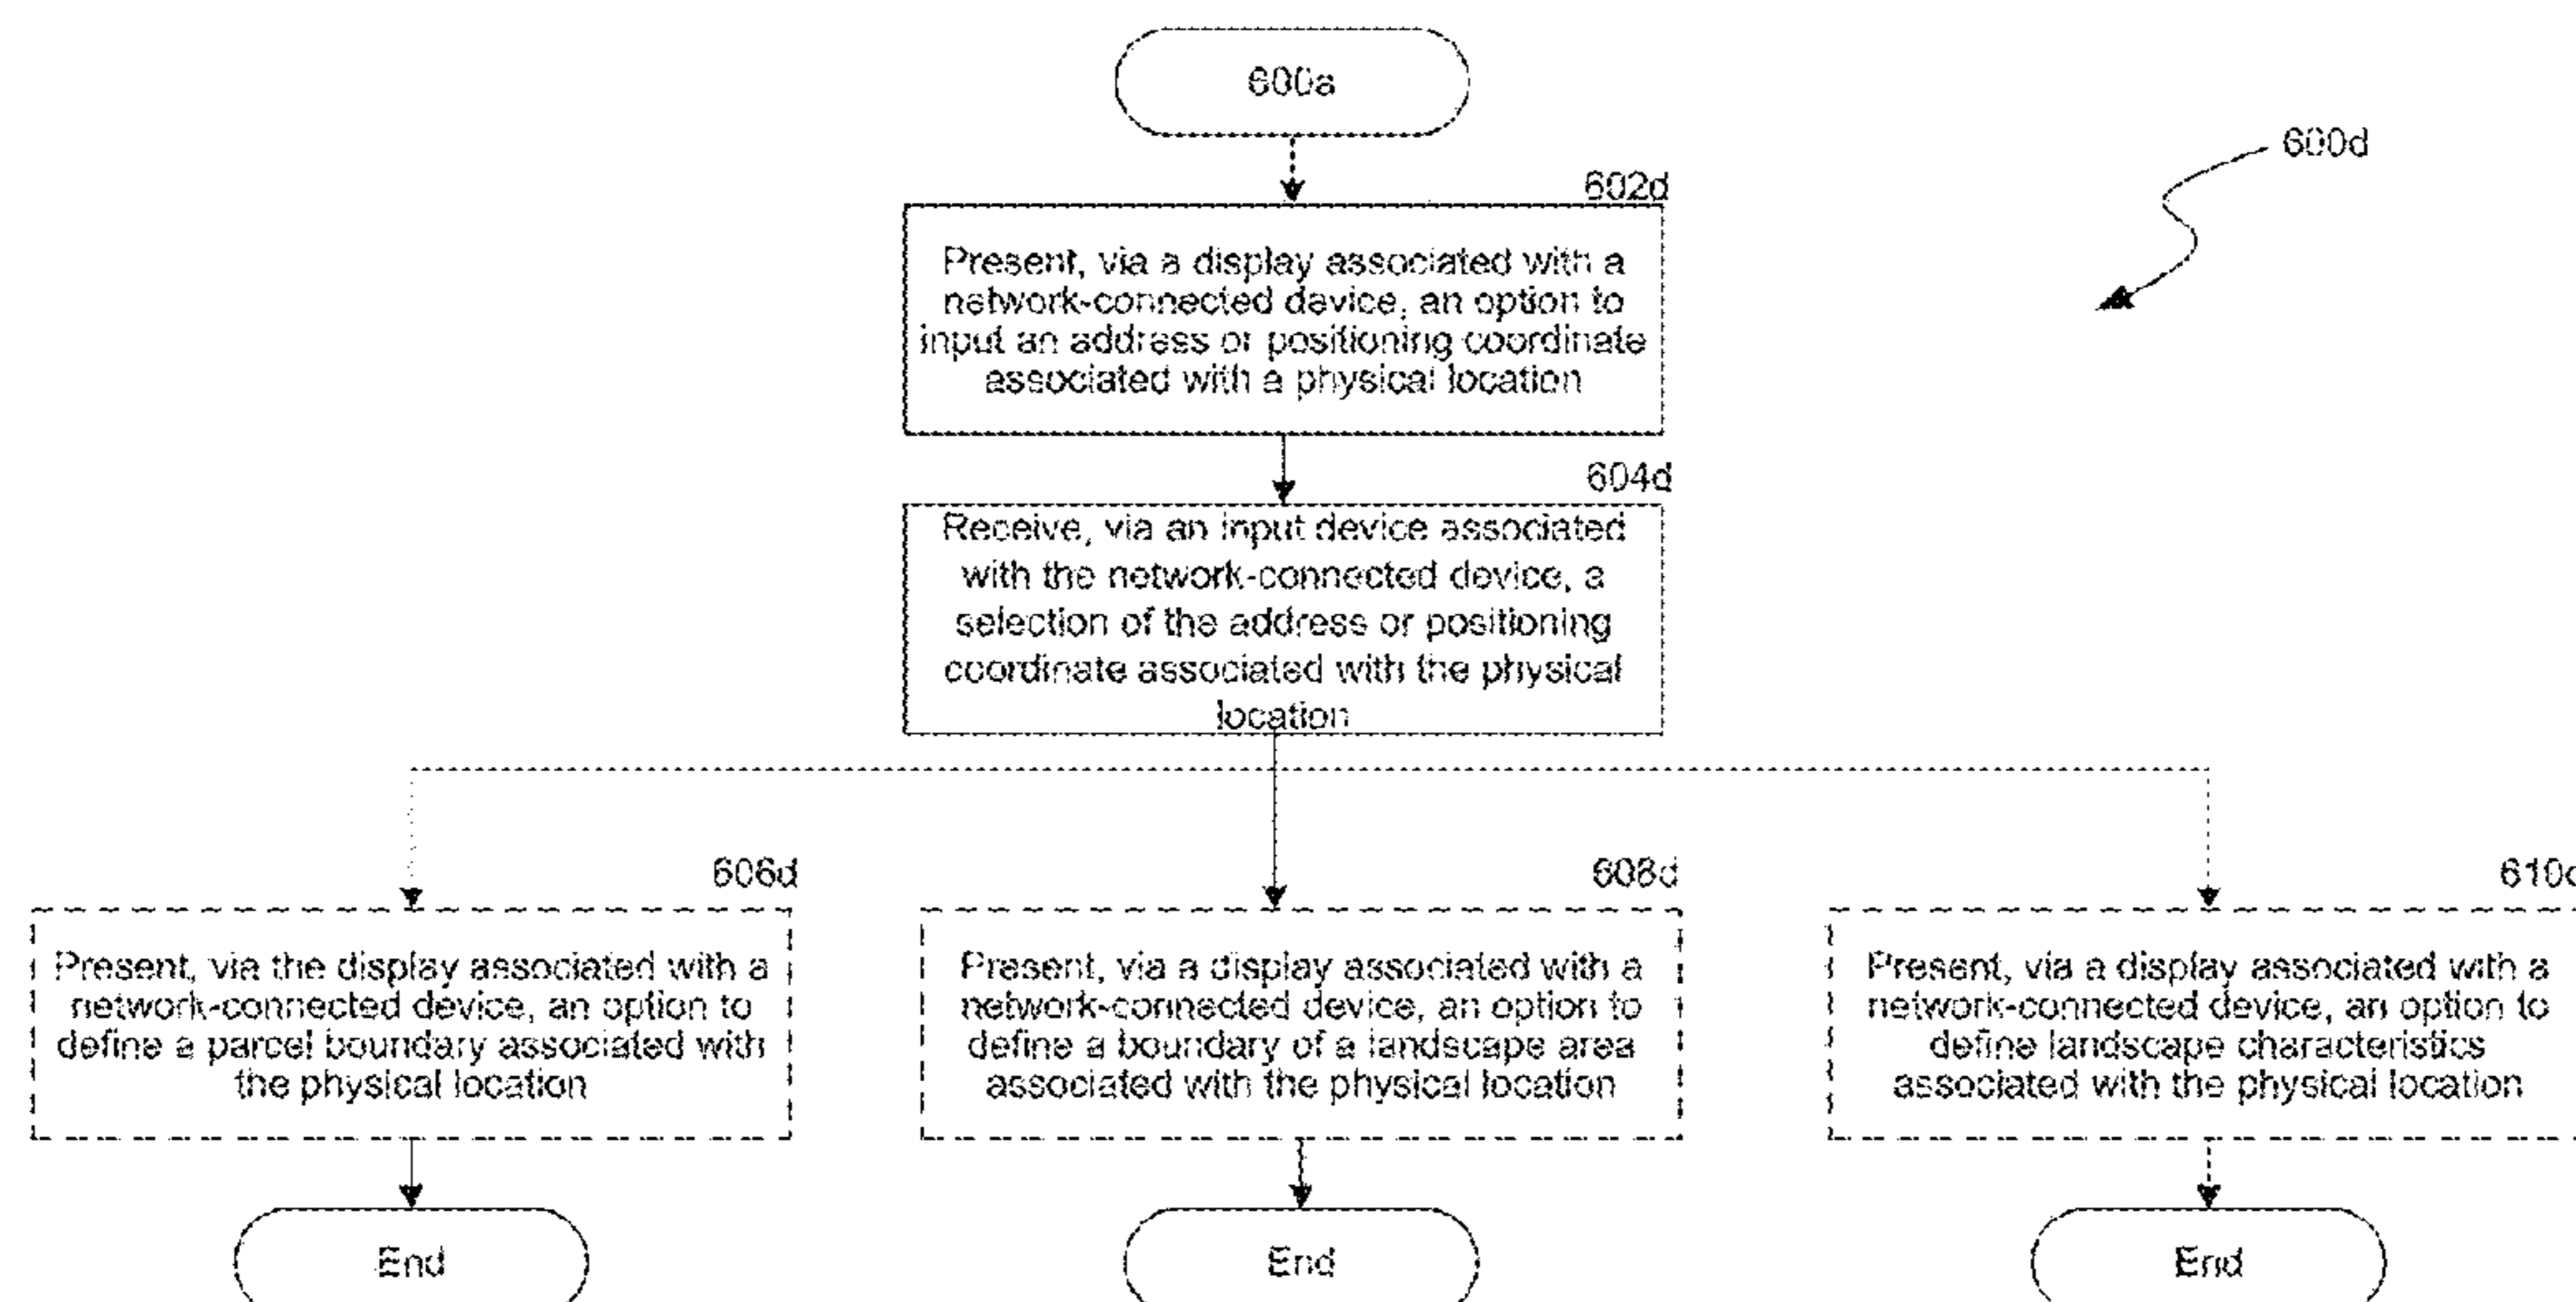 600a
600d
602d
Present, via a display associated with a
network-connected device, an option to
input an address or positioning coordinate
associated with a physical location
604d
Receive, via an input device associated
with the network-connected device, a
selection of the address or positioning
coordinate associated with the physical
location
606d
Present, via the display associated with a
network-connected device, an option to
define a parcel boundary associated with
the physical location
End
608d
Present, via a display associated with a
network-connected device, an option to
define a boundary of a landscape area
associated with the physical location
End
610d
Present, via a display associated with a
network-connected device, an option to
define landscape characteristics
associated with the physical location
End